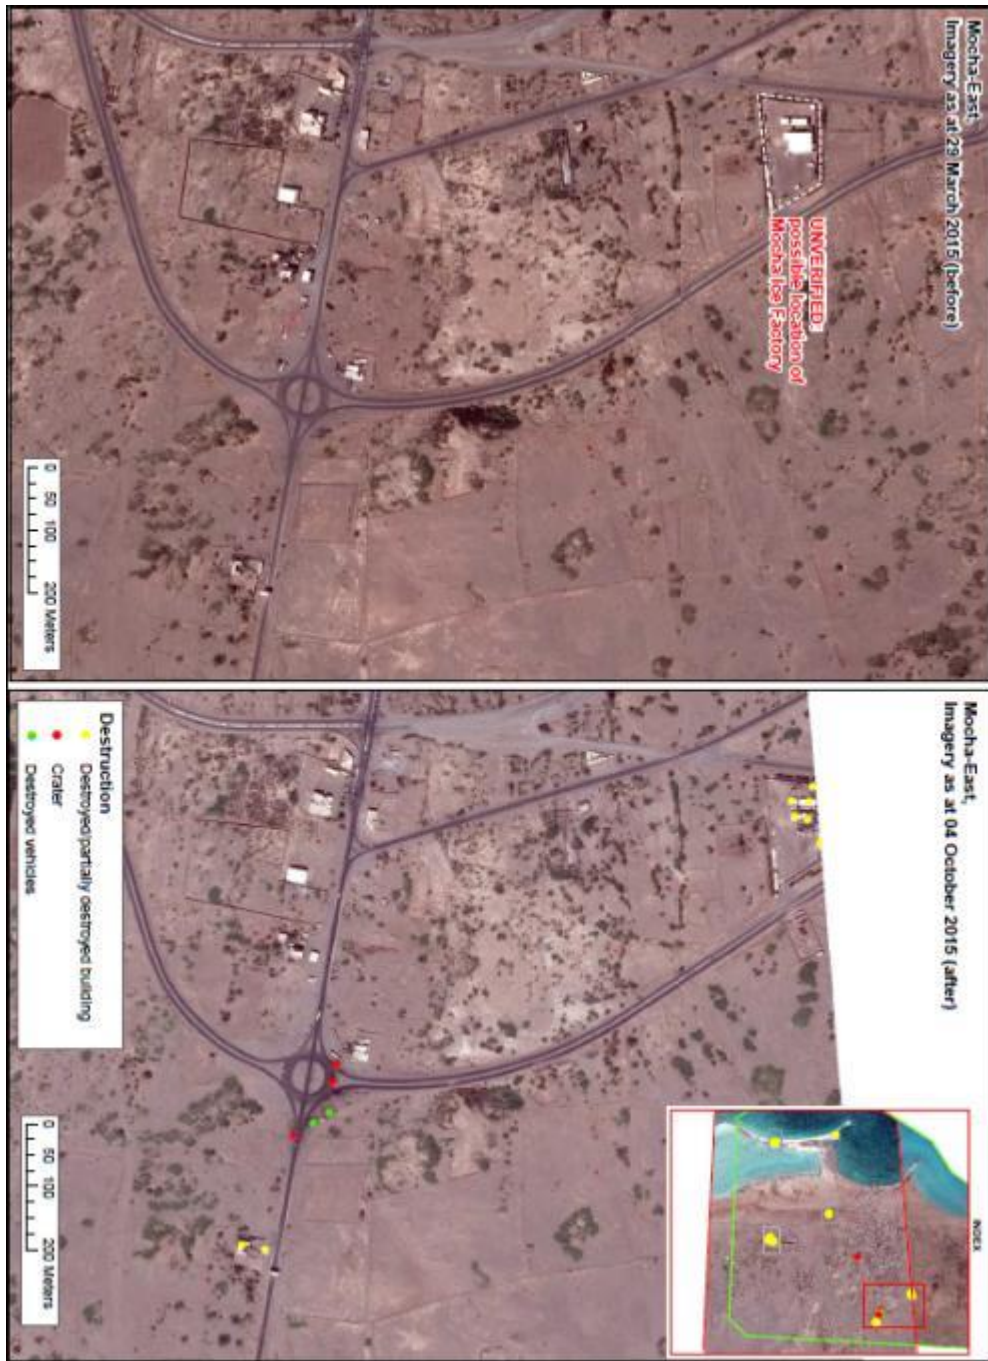 Mocha-East,
Imagery as at 29 March 2015 (before)
UNVERIFIED:
possible location of
Mocha Ice Factory
0 50 100 200 Meters
Mocha-East,
Imagery as at 04 October 2015 (after)
INDEX
Destruction
Destroyed/partially destroyed building
Crater
Destroyed vehicles
0 50 100 200 Meters